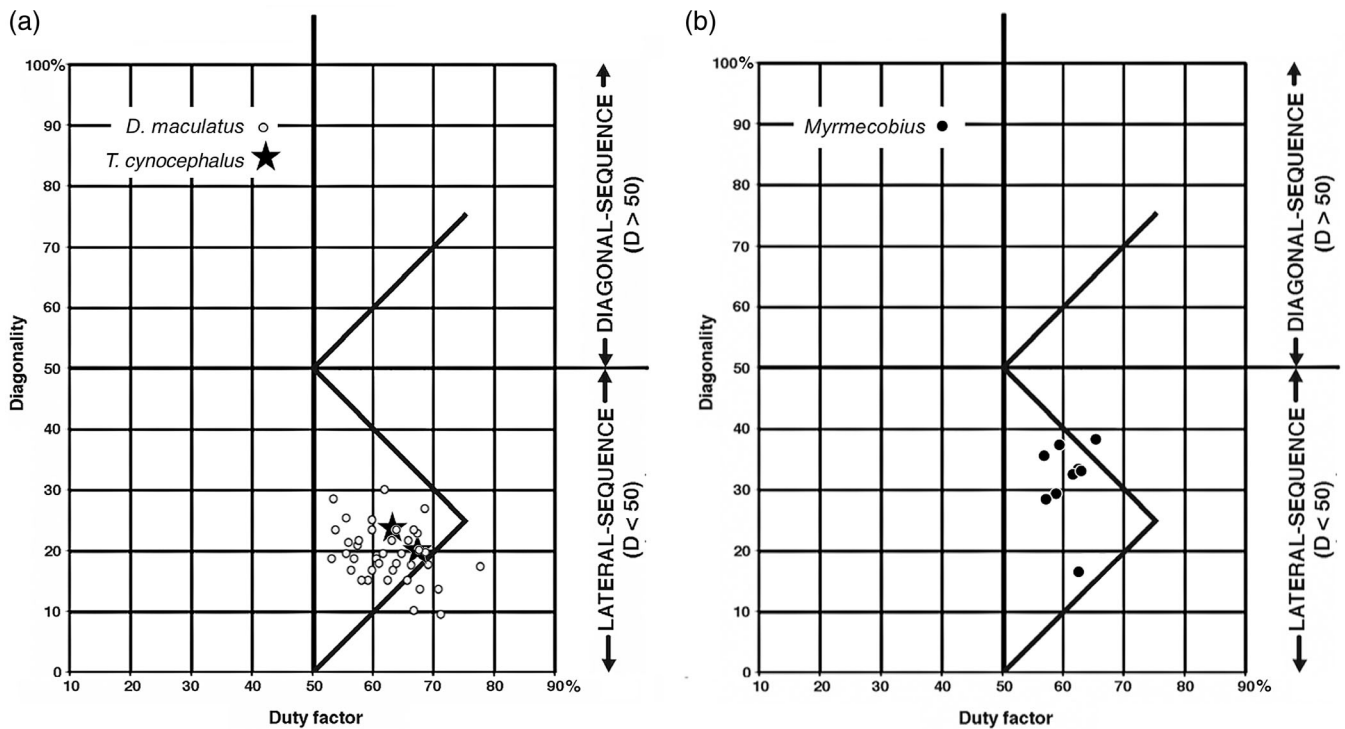 (a)
100%
90
80
70
60
50
40
30
20
10
0
10 20 30 40 50 60 70 80 90%
Diagonality
Duty factor
D. maculatus
T. cynocephalus
DIAGONAL-SEQUENCE
(D > 50)
LATERAL-SEQUENCE
(D < 50)
(b)
100%
90
80
70
60
50
40
30
20
10
0
10 20 30 40 50 60 70 80 90%
Diagonality
Duty factor
Myrmecobius
DIAGONAL-SEQUENCE
(D > 50)
LATERAL-SEQUENCE
(D < 50)